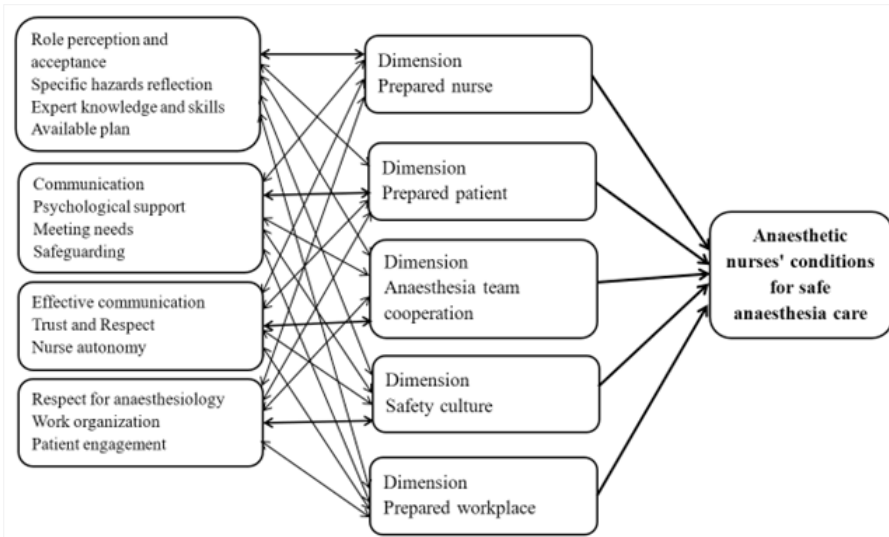 Role perception and
acceptance
Specific hazards reflection
Expert knowledge and skills
Available plan
Communication
Psychological support
Meeting needs
Safeguarding
Effective communication
Trust and Respect
Nurse autonomy
Respect for anaesthesiology
Work organization
Patient engagement
Dimension
Prepared nurse
Dimension
Prepared patient
Dimension
Anaesthesia team
cooperation
Dimension
Safety culture
Dimension
Prepared workplace
Anaesthetic
nurses' conditions
for safe
anaesthesia care